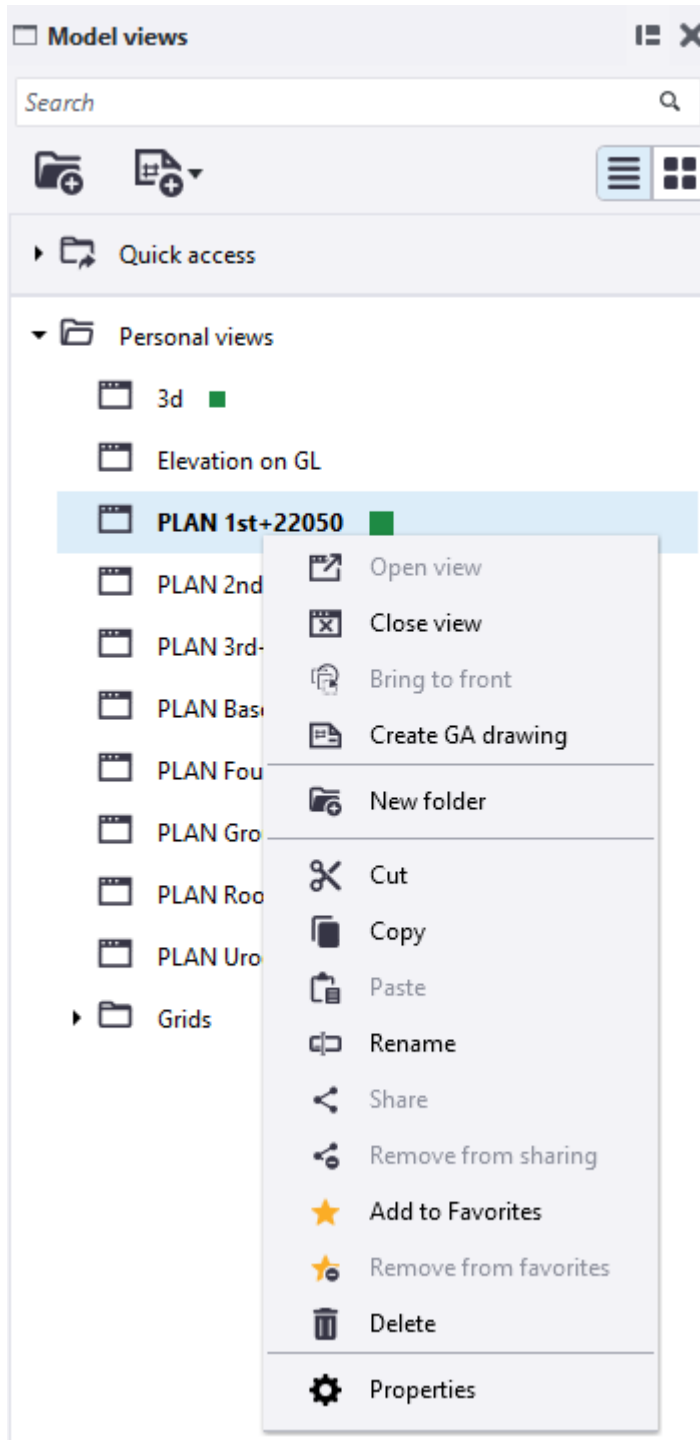 Model views
Search
Quick access
Personal views
3d
Elevation on GL
PLAN 1st+22050
PLAN 2nd
PLAN 3rd-
PLAN Bas
PLAN Fou
PLAN Gro
PLAN Roo
PLAN Uro
Grids
Open view
Close view
Bring to front
Create GA drawing
New folder
Cut
Copy
Paste
Rename
Share
Remove from sharing
Add to Favorites
Remove from favorites
Delete
Properties